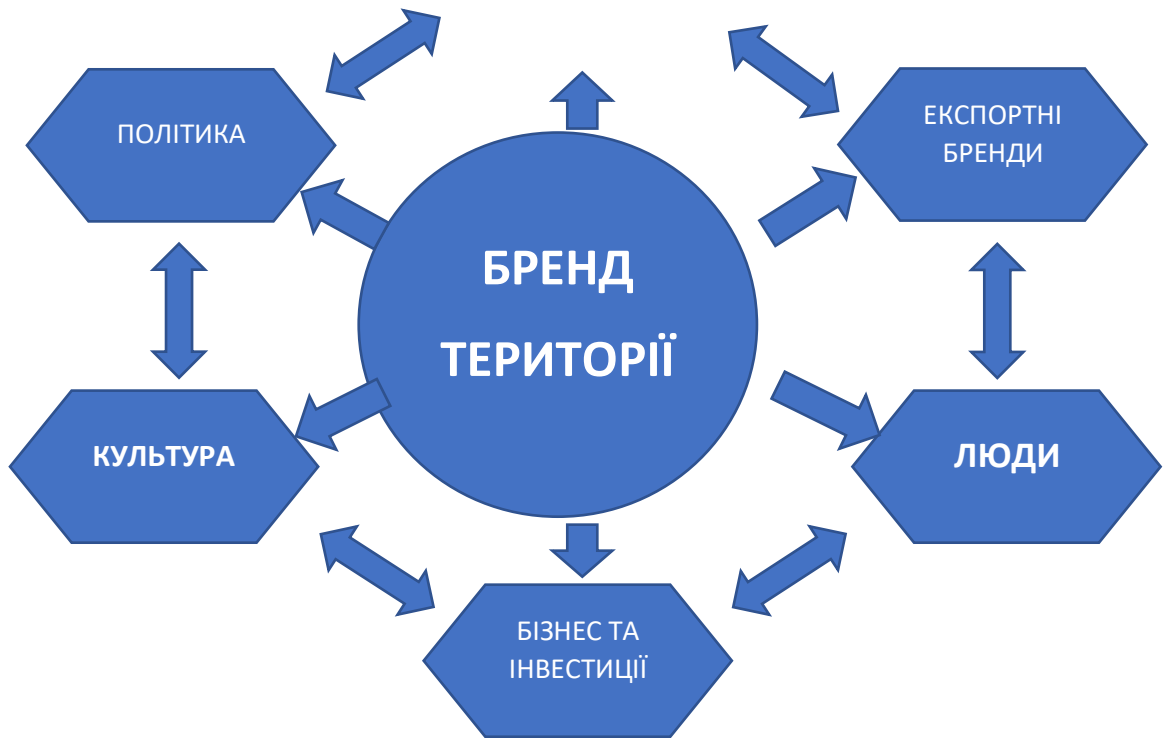 ПОЛІТИКА
ЕКСПОРТНІ
БРЕНДИ
БРЕНД
ТЕРИТОРІЇ
КУЛЬТУРА
ЛЮДИ
БІЗНЕС ТА
ІНВЕСТИЦІЇ